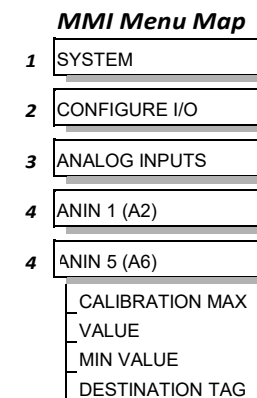 MMI Menu Map
1 SYSTEM
2 CONFIGURE I/O
3 ANALOG INPUTS
4 ANIN 1 (A2)
4 ANIN 5 (A6)
CALIBRATION MAX
VALUE
MIN VALUE
DESTINATION TAG